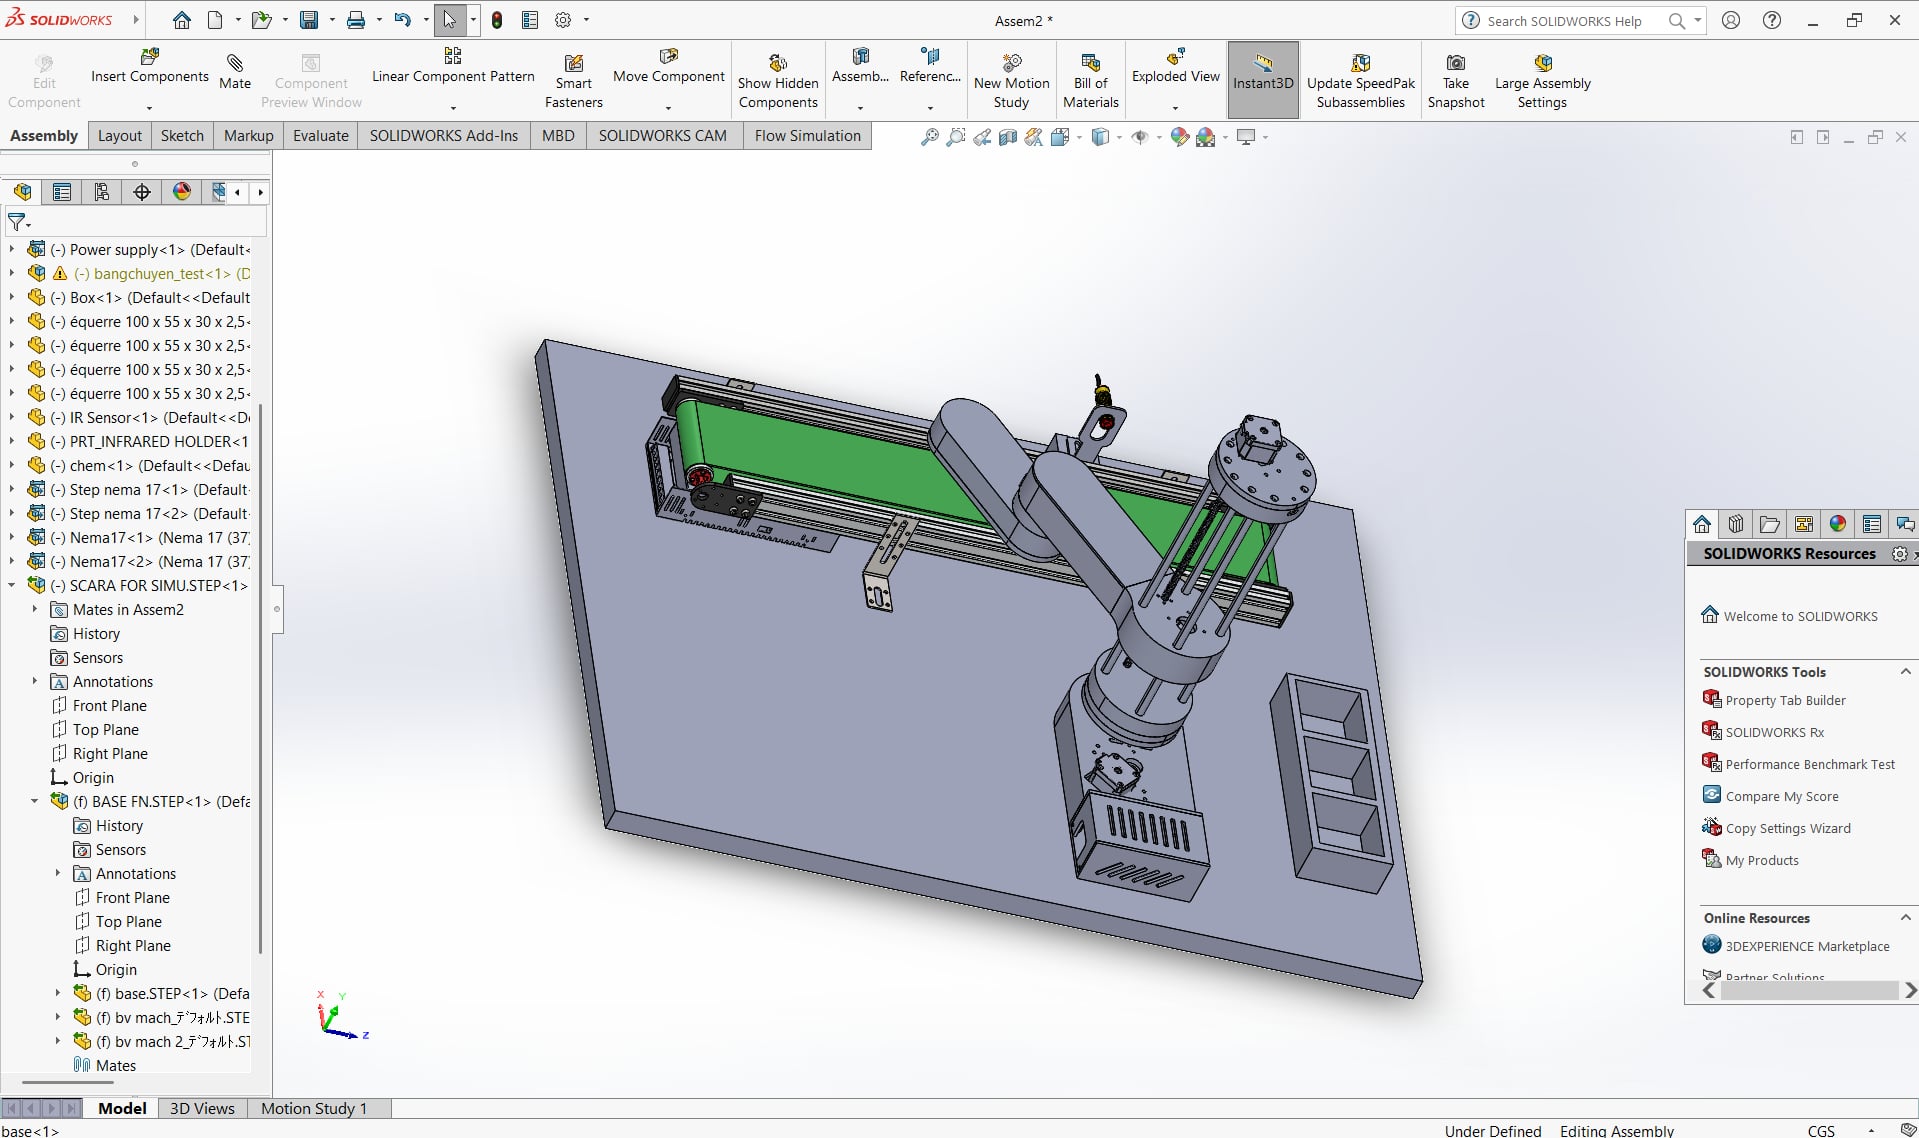 SOLIDWORKS
Assem2 *
Search SOLIDWORKS Help
Edit Component
Insert Components
Mate
Component Preview Window
Linear Component Pattern
Smart Fasteners
Move Component
Show Hidden Components
Assemb...
Referenc...
New Motion Study
Bill of Materials
Exploded View
Instant3D
Update SpeedPak Subassemblies
Take Snapshot
Large Assembly Settings
Assembly
Layout
Sketch
Markup
Evaluate
SOLIDWORKS Add-Ins
MBD
SOLIDWORKS CAM
Flow Simulation
(-) Power supply<1> (Default<
(-) bangchuyen_test<1> (D
(-) Box<1> (Default<<Default
(-) équerre 100 x 55 x 30 x 2,5<
(-) équerre 100 x 55 x 30 x 2,5<
(-) équerre 100 x 55 x 30 x 2,5<
(-) équerre 100 x 55 x 30 x 2,5<
(-) IR Sensor<1> (Default<<D
(-) PRT_INFRARED HOLDER<1
(-) chem<1> (Default<<Defau
(-) Step nema 17<1> (Default
(-) Step nema 17<2> (Default
(-) Nema17<1> (Nema 17 (37)
(-) Nema17<2> (Nema 17 (37)
(-) SCARA FOR SIMU.STEP<1>
Mates in Assem2
History
Sensors
Annotations
Front Plane
Top Plane
Right Plane
Origin
(f) BASE FN.STEP<1> (Defa
History
Sensors
Annotations
Front Plane
Top Plane
Right Plane
Origin
(f) base.STEP<1> (Defa
(f) bv mach_ﾃﾞﾌｫﾙﾄ.STE
(f) bv mach 2_ﾃﾞﾌｫﾙﾄ.ST
Mates
X
Y
Z
SOLIDWORKS Resources
Welcome to SOLIDWORKS
SOLIDWORKS Tools
Property Tab Builder
SOLIDWORKS Rx
Performance Benchmark Test
Compare My Score
Copy Settings Wizard
My Products
Online Resources
3DEXPERIENCE Marketplace
Partner Solutions
Model
3D Views
Motion Study 1
base<1>
Under Defined
Editing Assembly
CGS